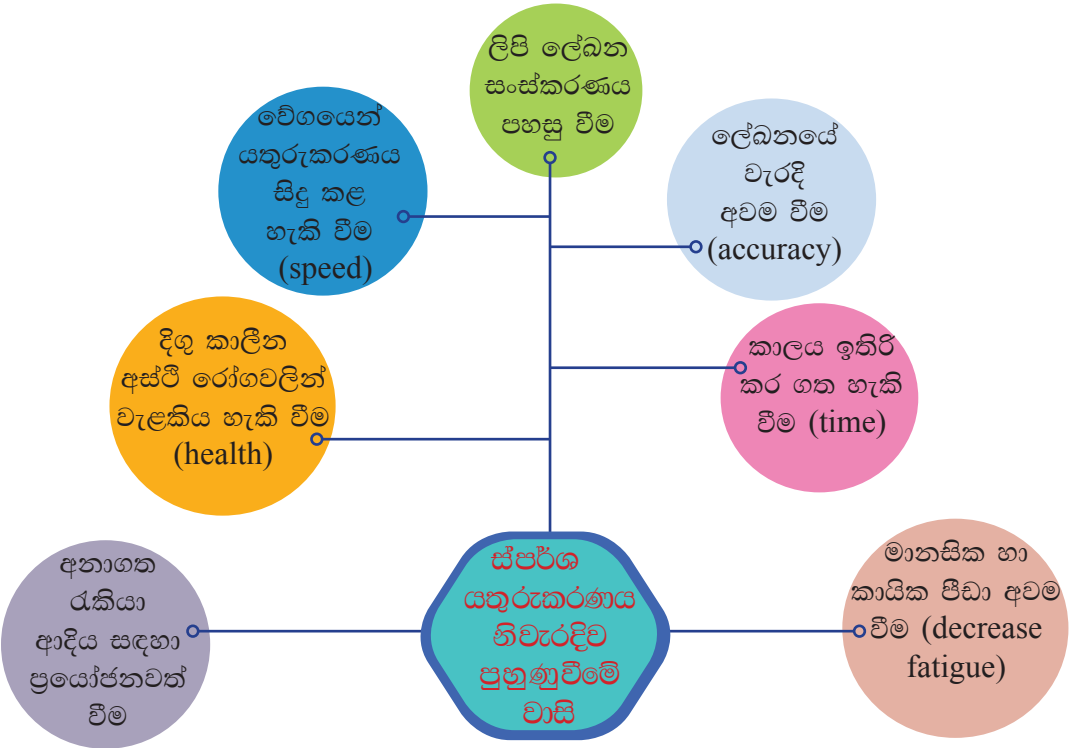 ලිපි ලේඛන
සංස්කරණය
පහසු වීම
වේගයෙන්
යතුරුකරණය
සිදු කළ
හැකි වීම
(speed)
ලේඛනයේ
වැරදි
අවම වීම
(accuracy)
දිගු කාලීන
අස්ථි රෝගවලින්
වැළකිය හැකි වීම
(health)
කාලය ඉතිරි
කර ගත හැකි
වීම (time)
අනාගත
රැකියා
ආදිය සඳහා
ප්‍රයෝජනවත්
වීම
ස්පර්ශ
යතුරුකරණය
නිවැරදිව
පුහුණුවීමේ
වාසි
මානසික හා
කායික පීඩා අවම
වීම (decrease
fatigue)